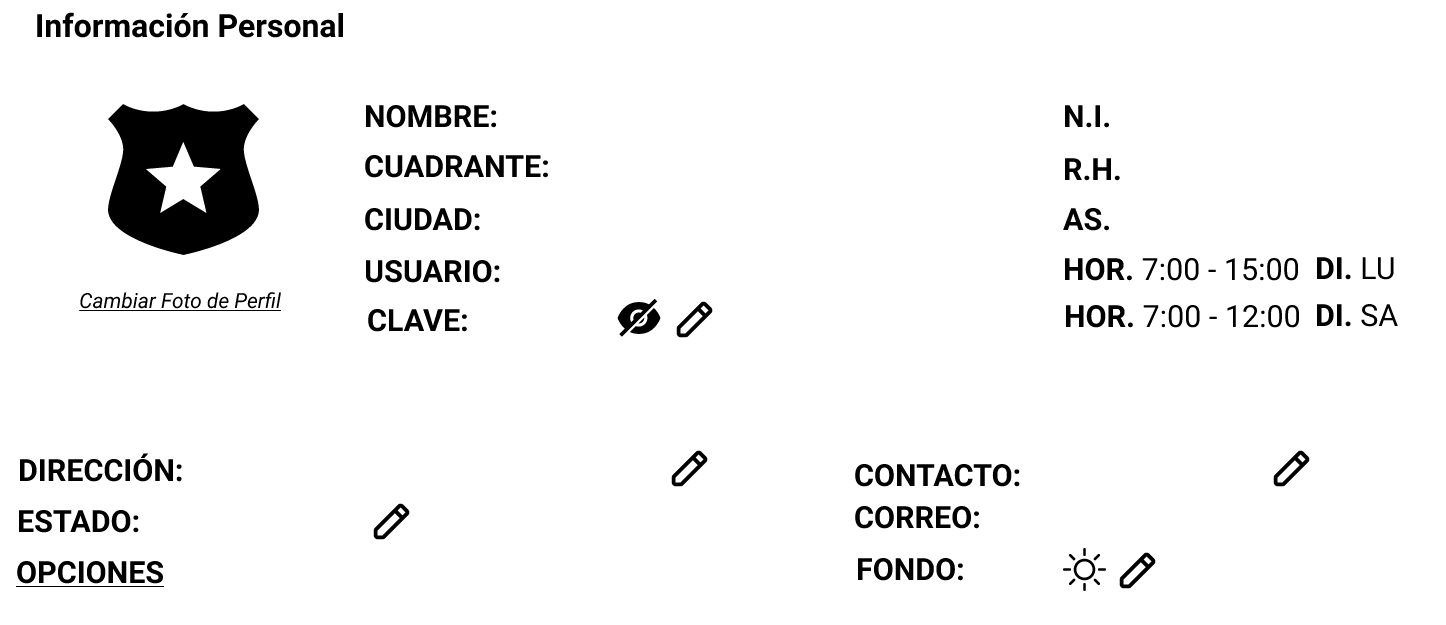 Información Personal
NOMBRE:
CUADRANTE:
CIUDAD:
USUARIO:
CLAVE:
N.I.
R.H.
AS.
HOR. 7:00 - 15:00 DI. LU
HOR. 7:00 - 12:00 DI. SA
Cambiar Foto de Perfil
DIRECCIÓN:
ESTADO:
OPCIONES
CONTACTO:
CORREO:
FONDO: